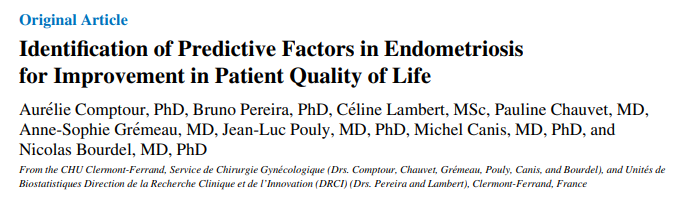 Original Article
Identification of Predictive Factors in Endometriosis
for Improvement in Patient Quality of Life
Aurélie Comptour, PhD, Bruno Pereira, PhD, Céline Lambert, MSc, Pauline Chauvet, MD,
Anne-Sophie Grémeau, MD, Jean-Luc Pouly, MD, PhD, Michel Canis, MD, PhD, and
Nicolas Bourdel, MD, PhD
From the CHU Clermont-Ferrand, Service de Chirurgie Gynécologique (Drs. Comptour, Chauvet, Grémeau, Pouly, Canis, and Bourdel), and Unités de
Biostatistiques Direction de la Recherche Clinique et de l'Innovation (DRCI) (Drs. Pereira and Lambert), Clermont-Ferrand, France